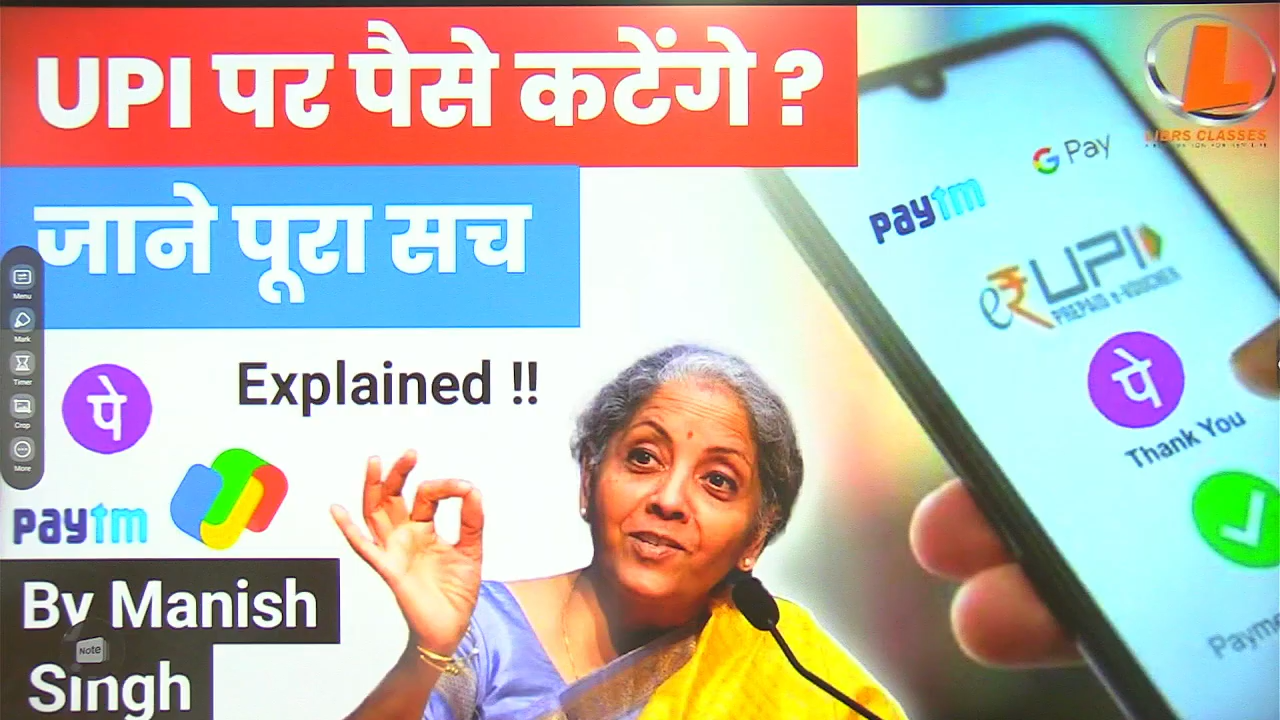 UPI पर पैसे कटेंगे ?
जाने पूरा सच
Explained !!
पे
paytm
By Manish
Singh
Menu
Mark
Timer
Crop
More
Note
G Pay
paytm
UPI
PREPAID e-VOUCHER
पे
Thank You
LIBRS CLASSES